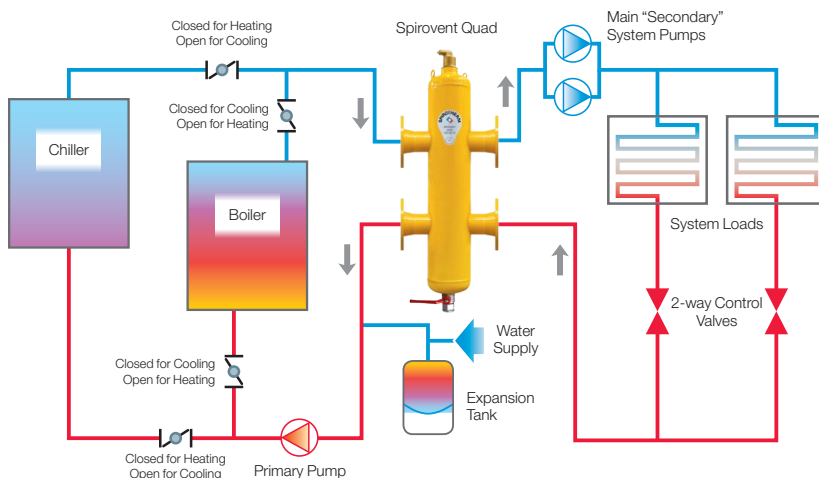 Closed for Heating
Open for Cooling
Spirovent Quad
Main “Secondary”
System Pumps
Closed for Cooling
Open for Heating
Chiller
SPIROTHERM
Boiler
System Loads
2-way Control
Valves
Water
Supply
Closed for Cooling
Open for Heating
Expansion
Tank
Closed for Heating
Open for Cooling
Primary Pump